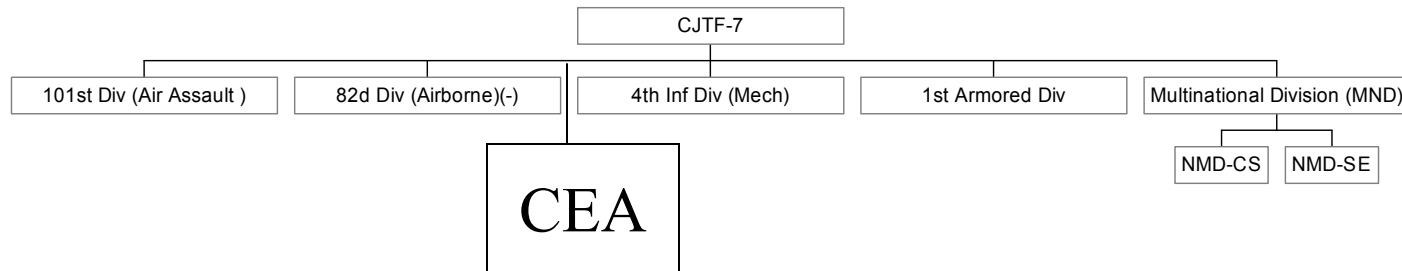 CJTF-7
101st Div (Air Assault )
82d Div (Airborne)(-)
4th Inf Div (Mech)
1st Armored Div
Multinational Division (MND)
NMD-CS
NMD-SE
CEA